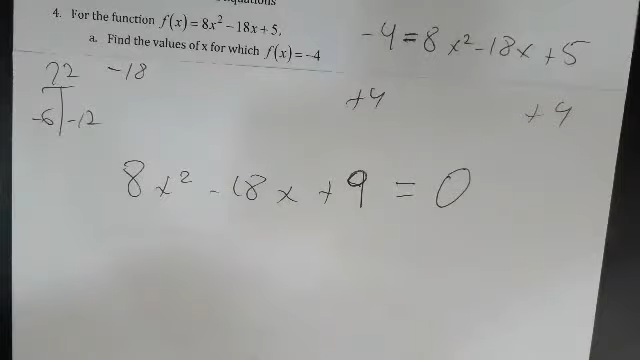 4. For the function f(x) = 8x² − 18x + 5,
a. Find the values of x for which f(x) = −4
-4 = 8x² - 18x + 5
+4 +4
72 -18
-6 -12
8x² - 18x + 9 = 0